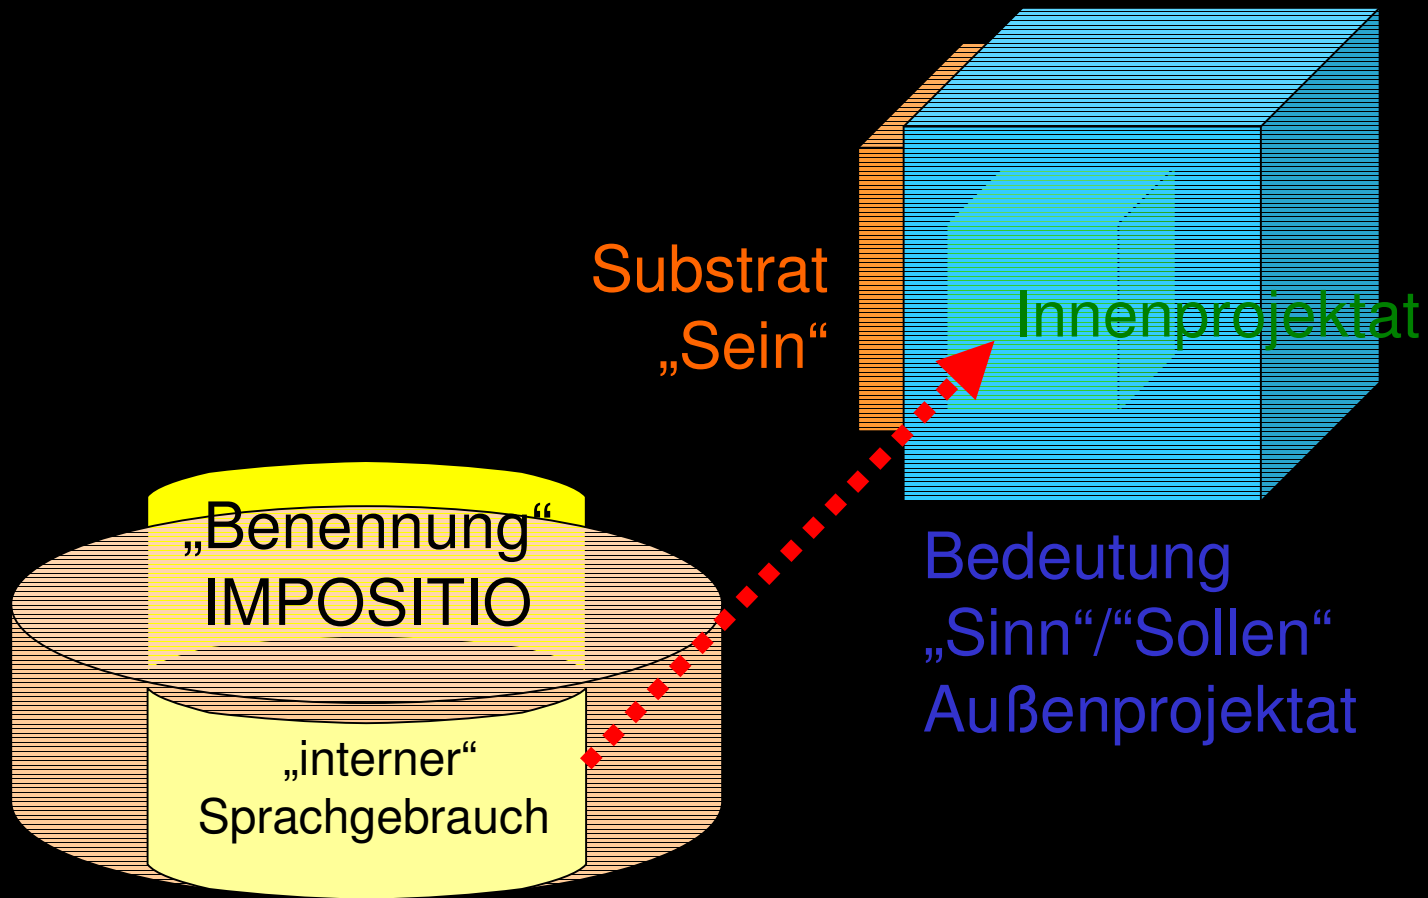 Substrat
„Sein“
Innenprojektat
„Benennung“
IMPOSITIO
„interner“
Sprachgebrauch
Bedeutung
„Sinn“/“Sollen“
Außenprojektat